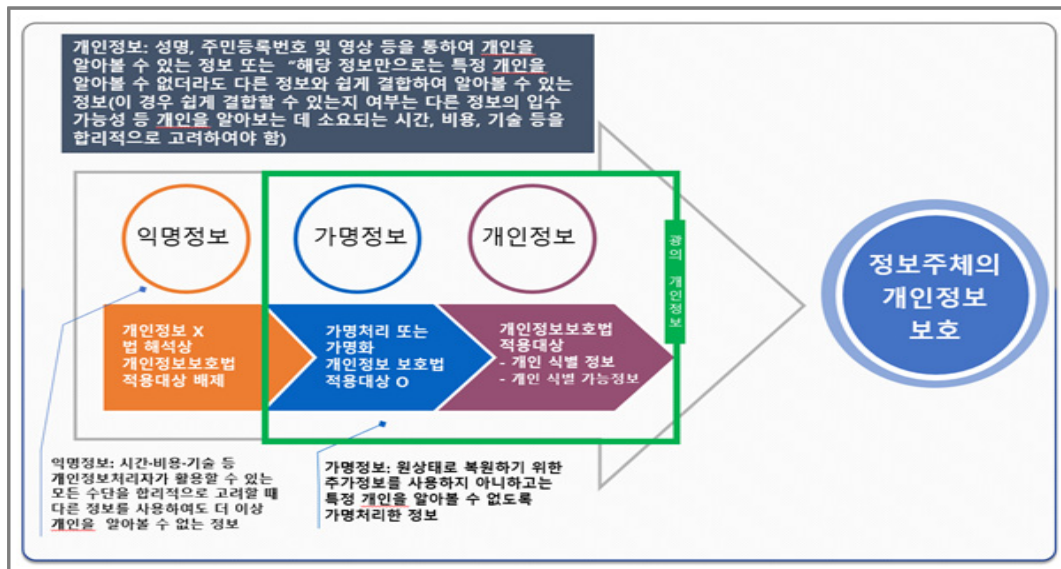 개인정보: 성명, 주민등록번호 및 영상 등을 통하여 개인을
알아볼 수 있는 정보 또는 “해당 정보만으로는 특정 개인을
알아볼 수 없더라도 다른 정보와 쉽게 결합하여 알아볼 수 있는
정보(이 경우 쉽게 결합할 수 있는지 여부는 다른 정보의 입수
가능성 등 개인을 알아보는 데 소요되는 시간, 비용, 기술 등을
합리적으로 고려하여야 함)
익명정보
가명정보
개인정보
광의 개인정보
정보주체의
개인정보
보호
개인정보 X
법 해석상
개인정보보호법
적용대상 배제
가명처리 또는
가명화
개인정보 보호법
적용대상 O
개인정보보호법
적용대상
- 개인 식별 정보
- 개인 식별 가능정보
익명정보: 시간·비용·기술 등
개인정보처리자가 활용할 수 있는
모든 수단을 합리적으로 고려할 때
다른 정보를 사용하여도 더 이상
개인을 알아볼 수 없는 정보
가명정보: 원상태로 복원하기 위한
추가정보를 사용하지 아니하고는
특정 개인을 알아볼 수 없도록
가명처리한 정보